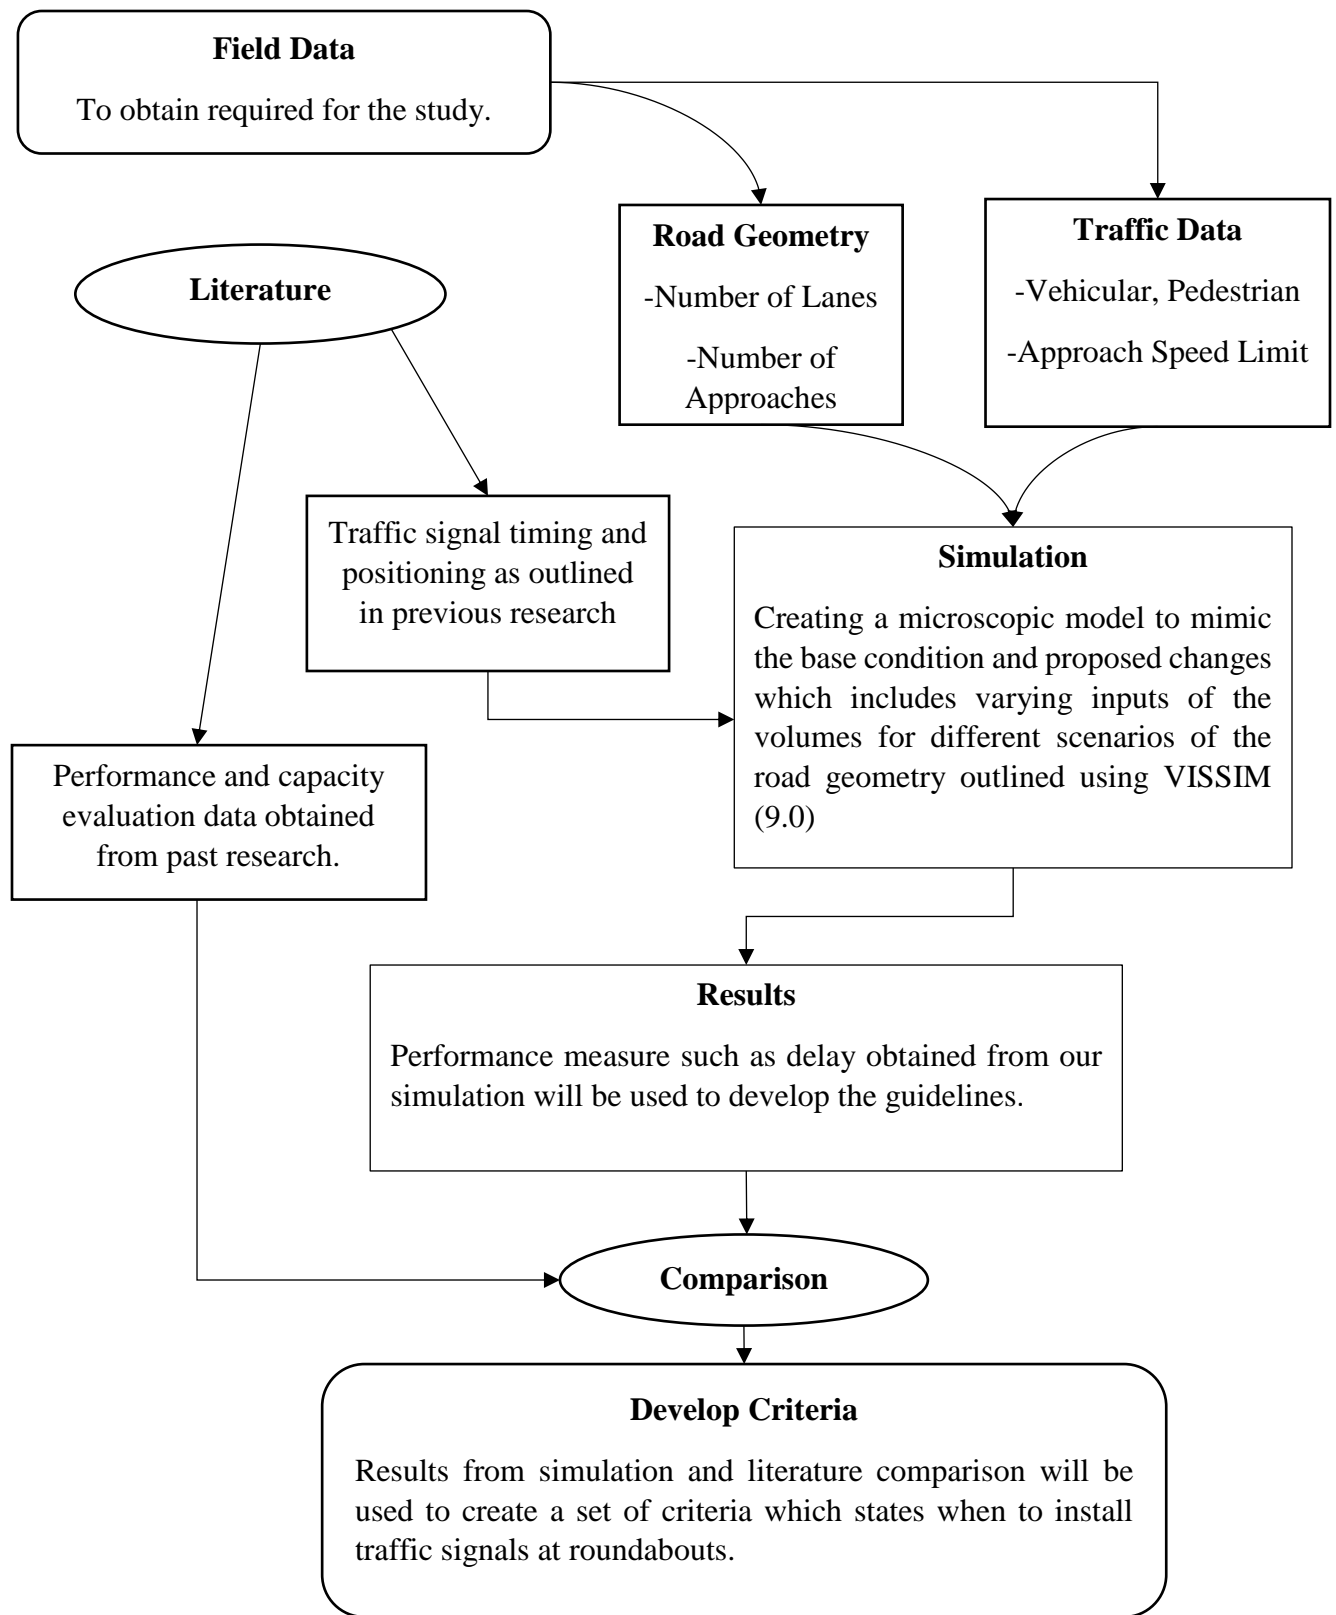 Field Data
To obtain required for the study.
Road Geometry
-Number of Lanes
-Number of
Approaches
Traffic Data
-Vehicular, Pedestrian
-Approach Speed Limit
Literature
Traffic signal timing and
positioning as outlined
in previous research
Simulation
Creating a microscopic model to mimic
the base condition and proposed changes
which includes varying inputs of the
volumes for different scenarios of the
road geometry outlined using VISSIM
(9.0)
Performance and capacity
evaluation data obtained
from past research.
Results
Performance measure such as delay obtained from our
simulation will be used to develop the guidelines.
Comparison
Develop Criteria
Results from simulation and literature comparison will be
used to create a set of criteria which states when to install
traffic signals at roundabouts.